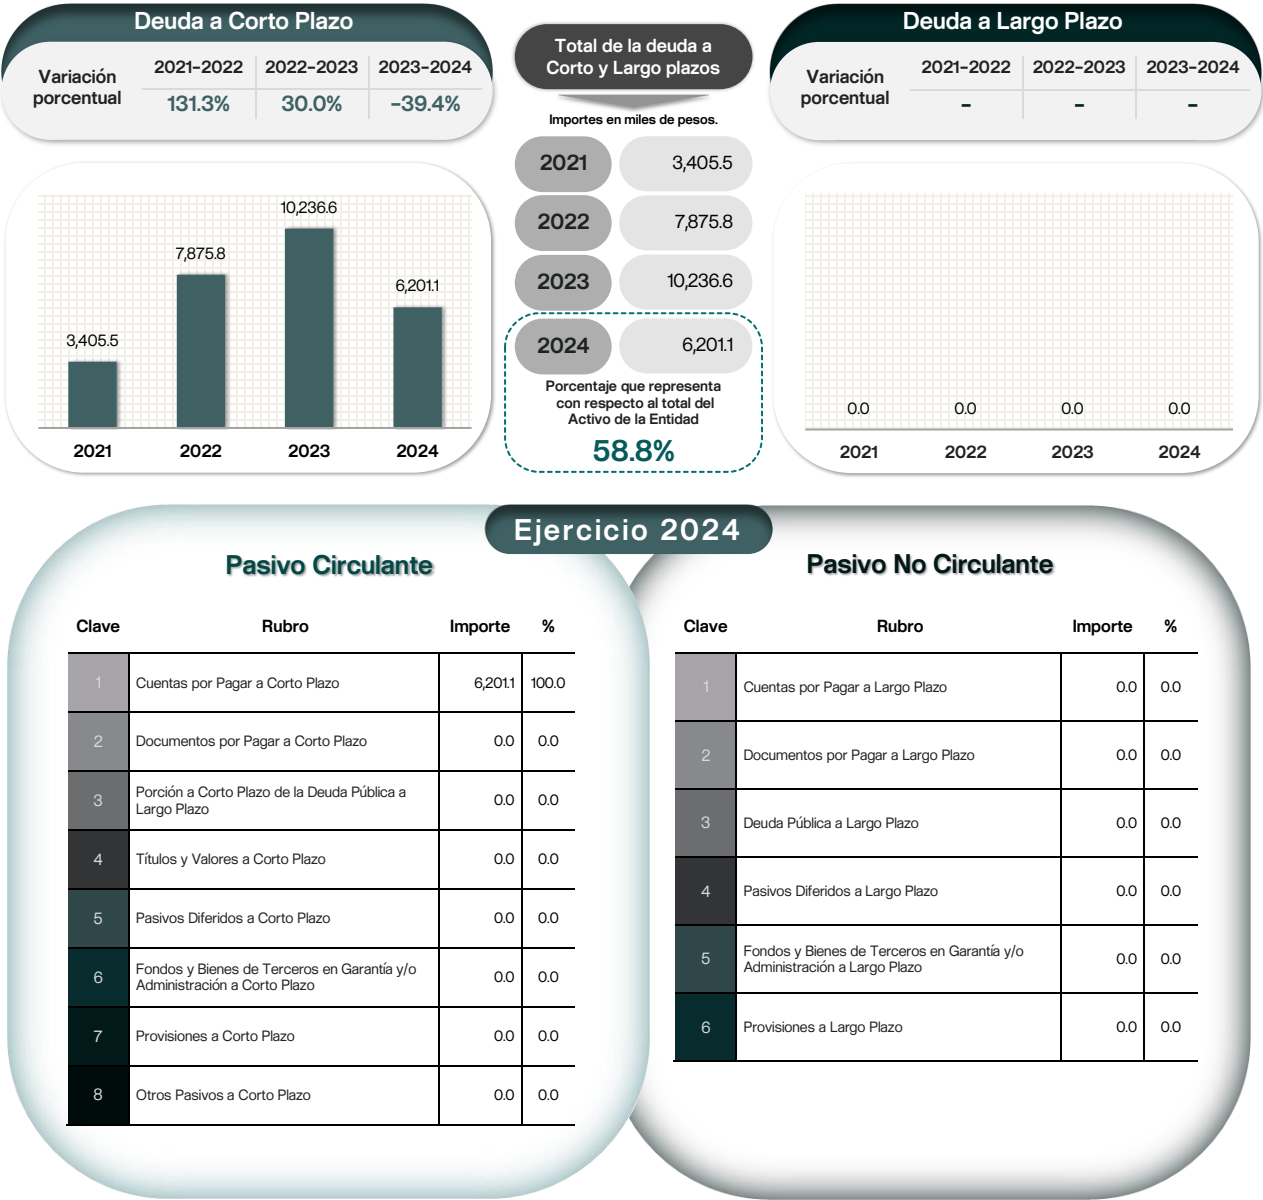 Deuda a Corto Plazo
Variación
porcentual
2021-2022 2022-2023 2023-2024
131.3% 30.0% -39.4%
10,236.6
7,875.8
6,201.1
3,405.5
2021 2022 2023 2024
Total de la deuda a
Corto y Largo plazos
Importes en miles de pesos.
2021 3,405.5
2022 7,875.8
2023 10,236.6
2024 6,201.1
Porcentaje que representa
con respecto al total del
Activo de la Entidad
58.8%
Deuda a Largo Plazo
Variación
porcentual
2021-2022 2022-2023 2023-2024
- - -
0.0 0.0 0.0 0.0
2021 2022 2023 2024
Ejercicio 2024
Pasivo Circulante
Clave Rubro Importe %
1 Cuentas por Pagar a Corto Plazo 6,201.1 100.0
2 Documentos por Pagar a Corto Plazo 0.0 0.0
3 Porción a Corto Plazo de la Deuda Pública a
Largo Plazo 0.0 0.0
4 Títulos y Valores a Corto Plazo 0.0 0.0
5 Pasivos Diferidos a Corto Plazo 0.0 0.0
6 Fondos y Bienes de Terceros en Garantía y/o
Administración a Corto Plazo 0.0 0.0
7 Provisiones a Corto Plazo 0.0 0.0
8 Otros Pasivos a Corto Plazo 0.0 0.0
Pasivo No Circulante
Clave Rubro Importe %
1 Cuentas por Pagar a Largo Plazo 0.0 0.0
2 Documentos por Pagar a Largo Plazo 0.0 0.0
3 Deuda Pública a Largo Plazo 0.0 0.0
4 Pasivos Diferidos a Largo Plazo 0.0 0.0
5 Fondos y Bienes de Terceros en Garantía y/o
Administración a Largo Plazo 0.0 0.0
6 Provisiones a Largo Plazo 0.0 0.0